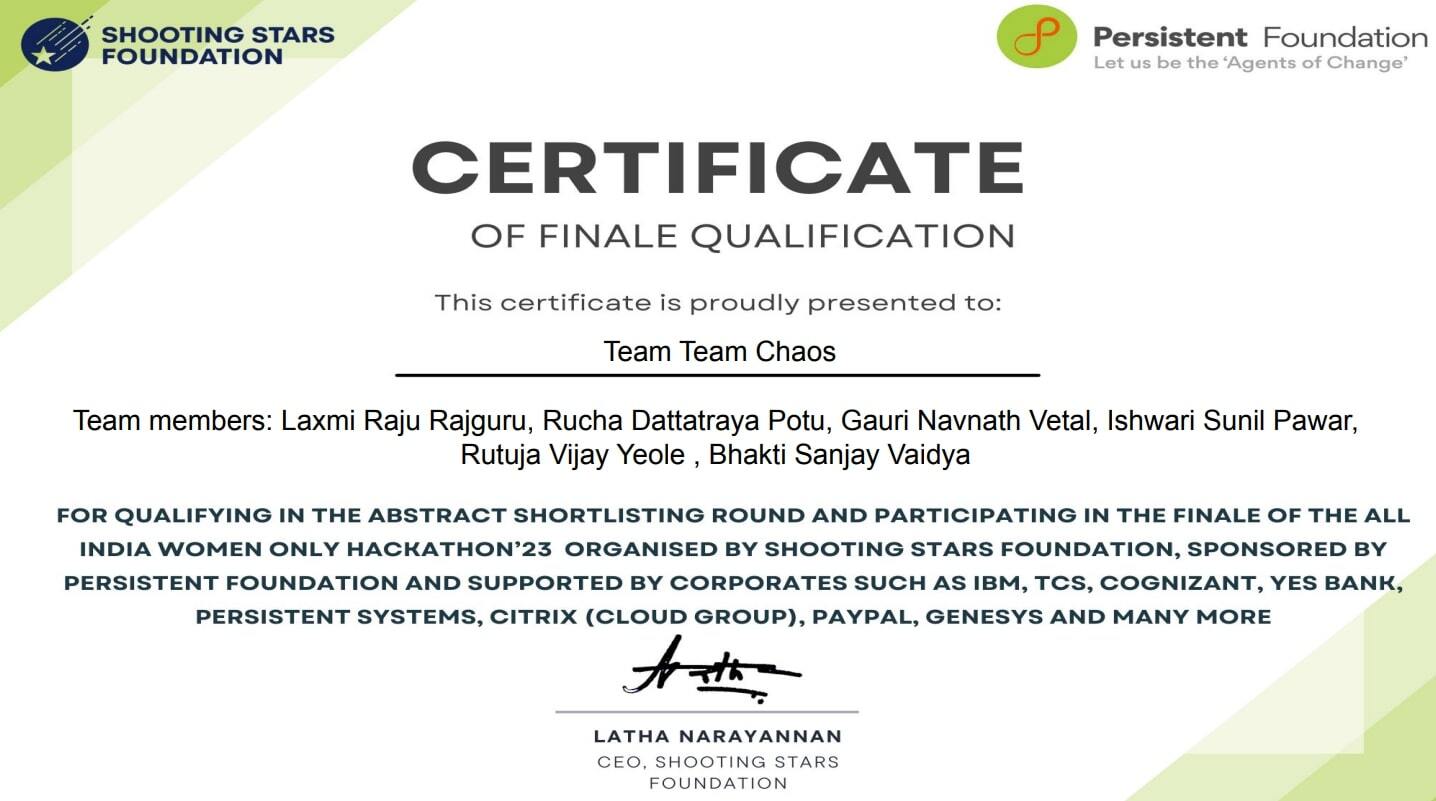 SHOOTING STARS
FOUNDATION
Persistent Foundation
Let us be the ‘Agents of Change’
CERTIFICATE
OF FINALE QUALIFICATION
This certificate is proudly presented to:
Team Team Chaos
Team members: Laxmi Raju Rajguru, Rucha Dattatraya Potu, Gauri Navnath Vetal, Ishwari Sunil Pawar,
Rutuja Vijay Yeole , Bhakti Sanjay Vaidya
FOR QUALIFYING IN THE ABSTRACT SHORTLISTING ROUND AND PARTICIPATING IN THE FINALE OF THE ALL
INDIA WOMEN ONLY HACKATHON’23 ORGANISED BY SHOOTING STARS FOUNDATION, SPONSORED BY
PERSISTENT FOUNDATION AND SUPPORTED BY CORPORATES SUCH AS IBM, TCS, COGNIZANT, YES BANK,
PERSISTENT SYSTEMS, CITRIX (CLOUD GROUP), PAYPAL, GENESYS AND MANY MORE
LATHA NARAYANNAN
CEO, SHOOTING STARS
FOUNDATION